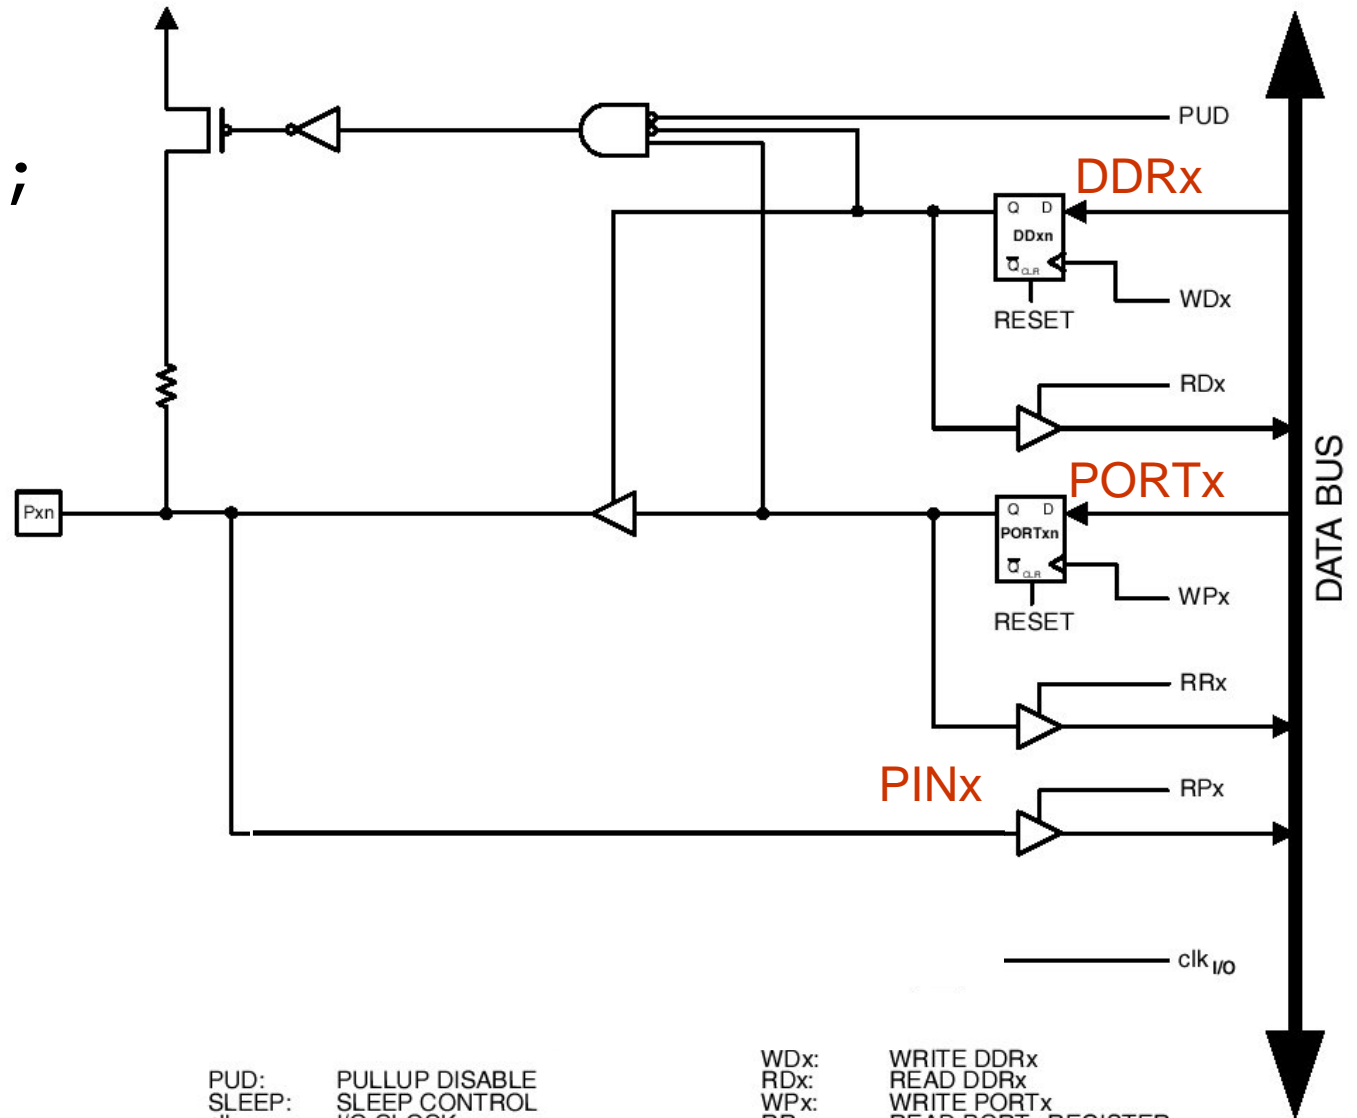 PUD
;
DDRx
Q D
DDxn
Q CLR
WDx
RESET
RDx
PORTx
Pxn
Q D
PORTxn
Q CLR
WPx
RESET
DATA BUS
RRx
PINx
RPx
clk I/O
PUD: PULLUP DISABLE
SLEEP: SLEEP CONTROL
WDx: WRITE DDRx
RDx: READ DDRx
WPx: WRITE PORTx